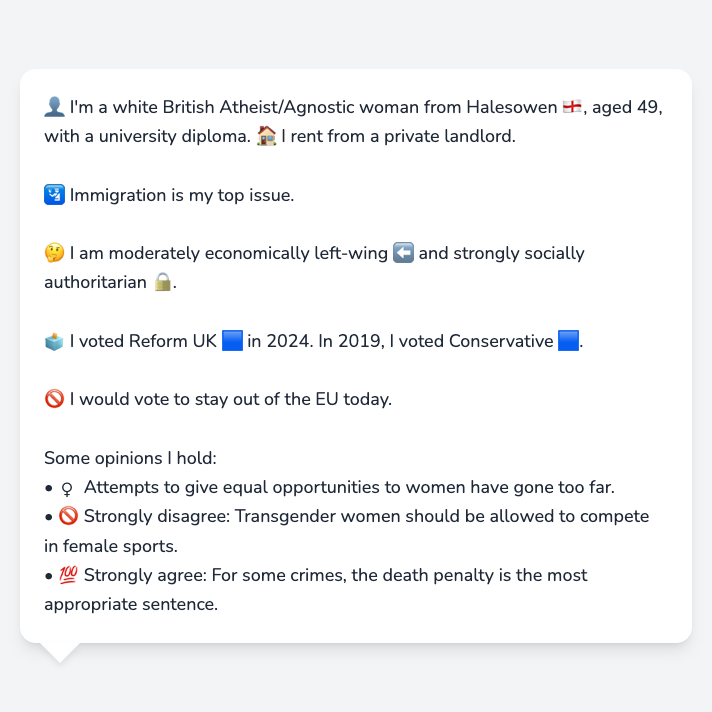 👤 I'm a white British Atheist/Agnostic woman from Halesowen 🏴󠁧󠁢󠁥󠁮󠁧󠁿, aged 49,
with a university diploma. 🏠 I rent from a private landlord.
🛂 Immigration is my top issue.
🤔 I am moderately economically left-wing ⬅️ and strongly socially
authoritarian 🔒.
🗳️ I voted Reform UK 🟦 in 2024. In 2019, I voted Conservative 🟦.
🚫 I would vote to stay out of the EU today.
Some opinions I hold:
• ♀ Attempts to give equal opportunities to women have gone too far.
• 🚫 Strongly disagree: Transgender women should be allowed to compete
in female sports.
• 💯 Strongly agree: For some crimes, the death penalty is the most
appropriate sentence.